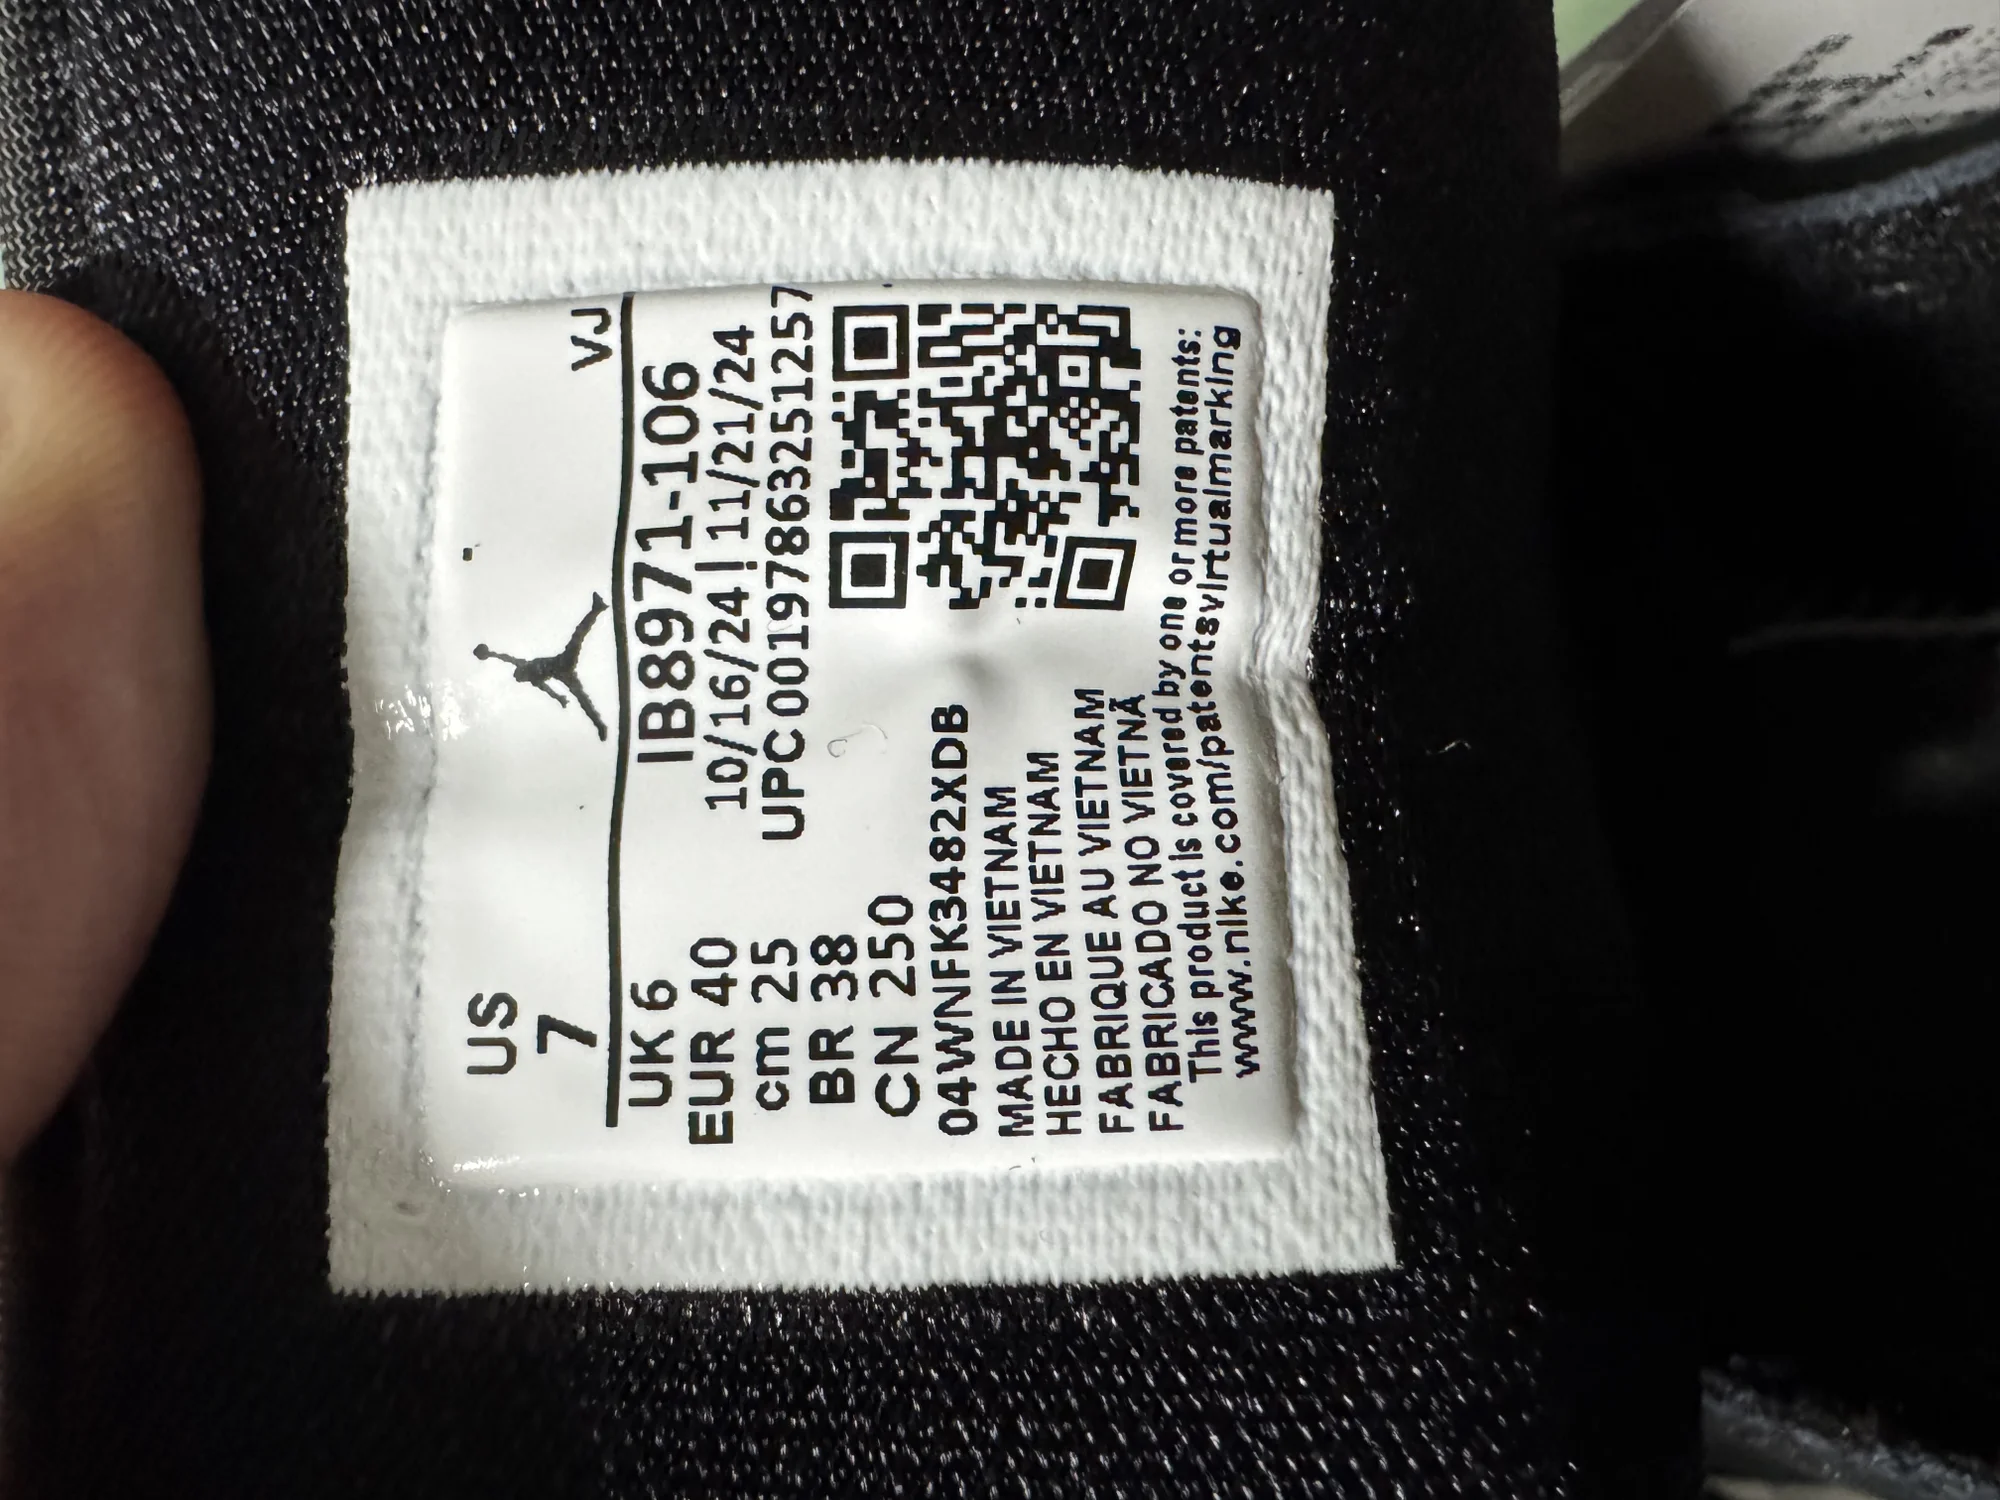 US
7
VJ
UK 6
EUR 40
cm 25
BR 38
CN 250
IB8971-106
10/16/24 | 11/21/24
UPC 00197863251257
04WNFK3482XDB
MADE IN VIETNAM
HECHO EN VIETNAM
FABRIQUE AU VIETNAM
FABRICADO NO VIETNÃ
This product is covered by one or more patents:
www.nike.com/patentsvirtualmarking